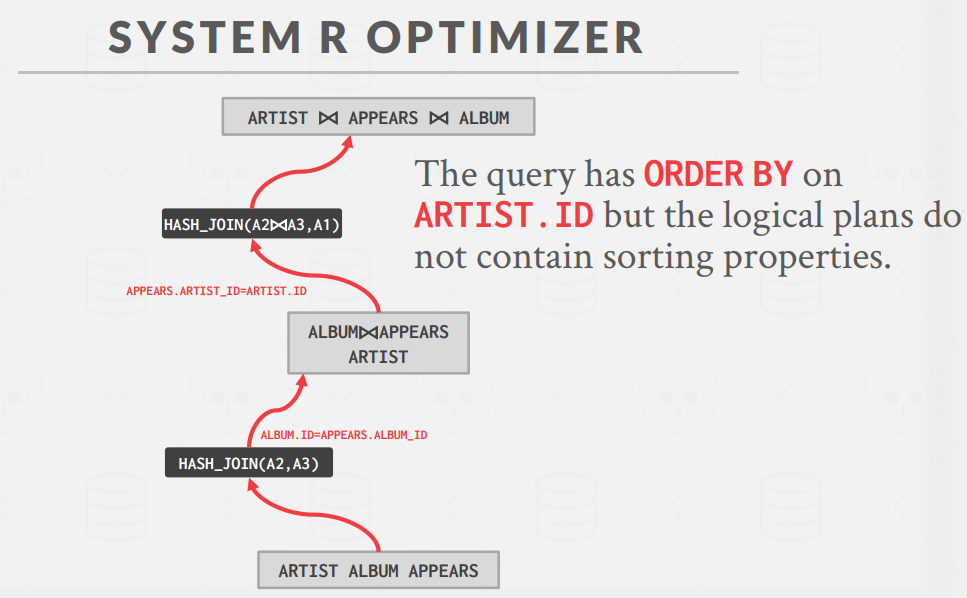 SYSTEM R OPTIMIZER
ARTIST ⋈ APPEARS ⋈ ALBUM
The query has ORDER BY on
ARTIST.ID but the logical plans do
not contain sorting properties.
HASH_JOIN(A2⋈A3,A1)
APPEARS.ARTIST_ID=ARTIST.ID
ALBUM⋈APPEARS
ARTIST
ALBUM.ID=APPEARS.ALBUM_ID
HASH_JOIN(A2,A3)
ARTIST ALBUM APPEARS